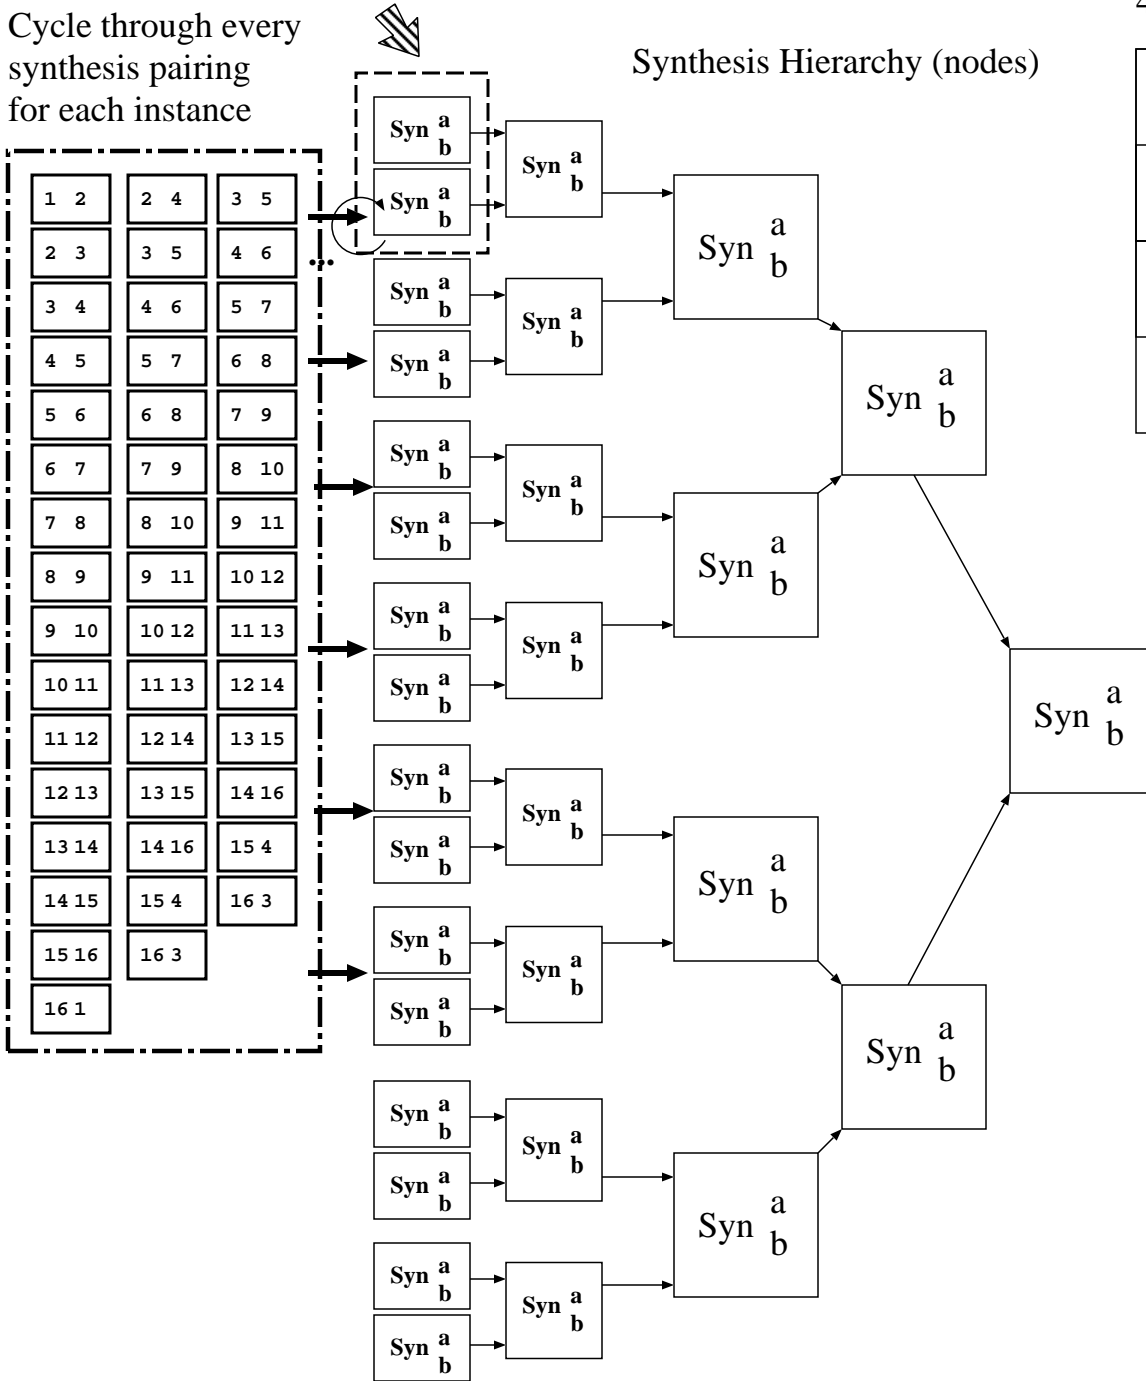 Cycle through every
synthesis pairing
for each instance
Synthesis Hierarchy (nodes)
1 2
2 4
3 5
2 3
3 5
4 6
...
3 4
4 6
5 7
4 5
5 7
6 8
5 6
6 8
7 9
6 7
7 9
8 10
7 8
8 10
9 11
8 9
9 11
10 12
9 10
10 12
11 13
10 11
11 13
12 14
11 12
12 14
13 15
12 13
13 15
14 16
13 14
14 16
15 4
14 15
15 4
16 3
15 16
16 3
16 1
Syn a
b
Syn a
b
Syn a
b
Syn a
b
Syn a
b
Syn a
b
Syn a
b
Syn a
b
Syn a
b
Syn a
b
Syn a
b
Syn a
b
Syn a
b
Syn a
b
Syn a
b
Syn a
b
Syn a
b
Syn a
b
Syn a
b
Syn a
b
Syn a
b
Syn a
b
Syn a
b
Syn a
b
Syn a
b
Syn a
b
Syn a
b
Syn a
b
Syn a
b
Syn a
b
Syn a
b